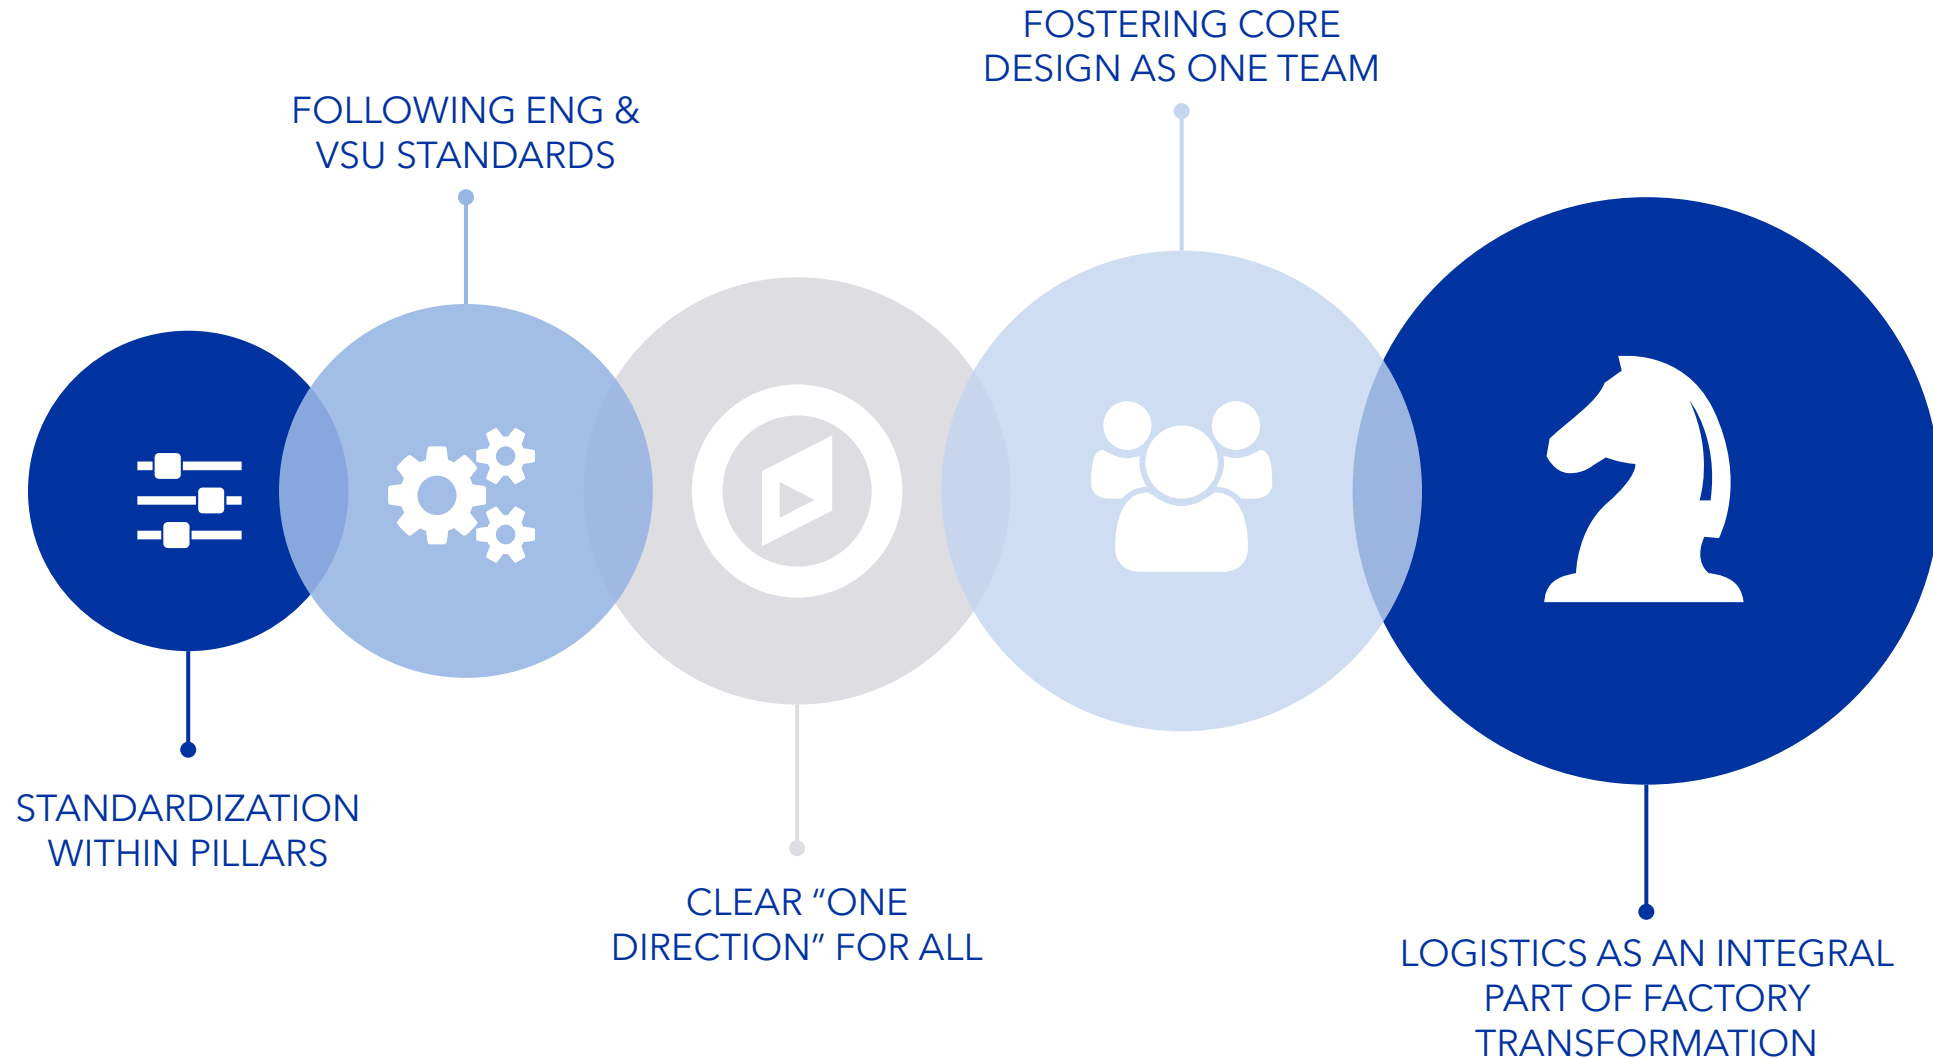 FOSTERING CORE
DESIGN AS ONE TEAM
FOLLOWING ENG &
VSU STANDARDS
STANDARDIZATION
WITHIN PILLARS
CLEAR “ONE
DIRECTION” FOR ALL
LOGISTICS AS AN INTEGRAL
PART OF FACTORY
TRANSFORMATION